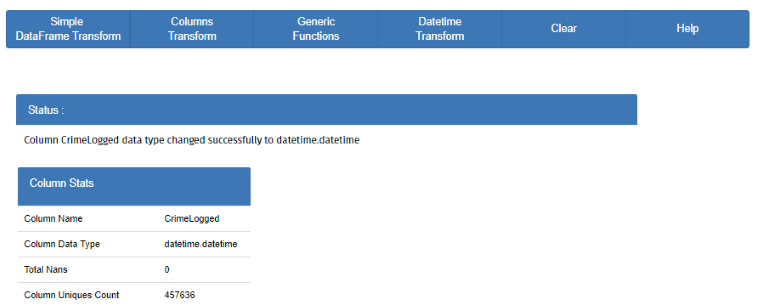 Simple
DataFrame Transform
Columns
Transform
Generic
Functions
Datetime
Transform
Clear
Help
Status :
Column CrimeLogged data type changed successfully to datetime.datetime
Column Stats
Column Name CrimeLogged
Column Data Type datetime.datetime
Total Nans 0
Column Uniques Count 457636